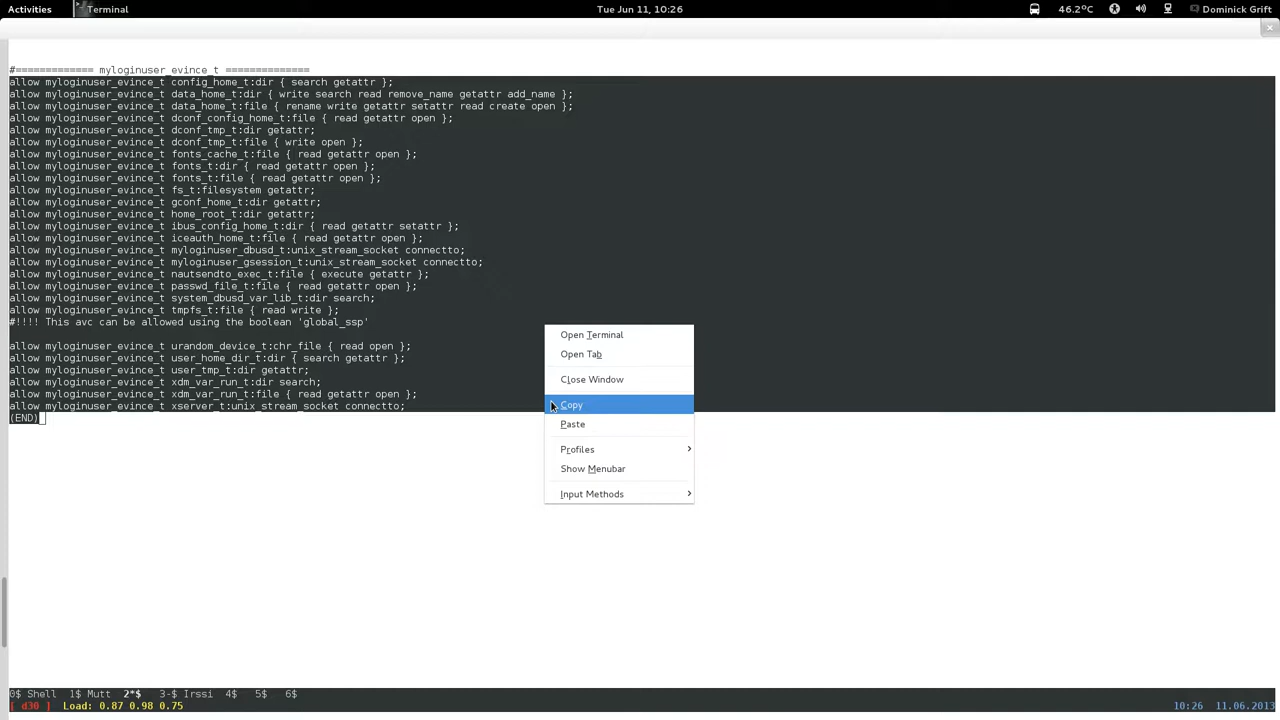 Activities Terminal Tue Jun 11, 10:26 46.2°C Dominick Grift
#============= myloginuser_evince_t ==============
allow myloginuser_evince_t config_home_t:dir { search getattr };
allow myloginuser_evince_t data_home_t:dir { write search read remove_name getattr add_name };
allow myloginuser_evince_t data_home_t:file { rename write getattr setattr read create open };
allow myloginuser_evince_t dconf_config_home_t:file { read getattr open };
allow myloginuser_evince_t dconf_tmp_t:dir getattr;
allow myloginuser_evince_t dconf_tmp_t:file { write open };
allow myloginuser_evince_t fonts_cache_t:file { read getattr open };
allow myloginuser_evince_t fonts_t:dir { read getattr open };
allow myloginuser_evince_t fonts_t:file { read getattr open };
allow myloginuser_evince_t fs_t:filesystem getattr;
allow myloginuser_evince_t gconf_home_t:dir getattr;
allow myloginuser_evince_t home_root_t:dir getattr;
allow myloginuser_evince_t ibus_config_home_t:dir { read getattr setattr };
allow myloginuser_evince_t iceauth_home_t:file { read getattr open };
allow myloginuser_evince_t myloginuser_dbusd_t:unix_stream_socket connectto;
allow myloginuser_evince_t myloginuser_gsession_t:unix_stream_socket connectto;
allow myloginuser_evince_t nautsendto_exec_t:file { execute getattr };
allow myloginuser_evince_t passwd_file_t:file { read getattr open };
allow myloginuser_evince_t system_dbusd_var_lib_t:dir search;
allow myloginuser_evince_t tmpfs_t:file { read write };
#!!!! This avc can be allowed using the boolean 'global_ssp'
allow myloginuser_evince_t urandom_device_t:chr_file { read open };
allow myloginuser_evince_t user_home_dir_t:dir { search getattr };
allow myloginuser_evince_t user_tmp_t:dir getattr;
allow myloginuser_evince_t xdm_var_run_t:dir search;
allow myloginuser_evince_t xdm_var_run_t:file { read getattr open };
allow myloginuser_evince_t xserver_t:unix_stream_socket connectto;
(END)
Open Terminal
Open Tab
Close Window
Copy
Paste
Profiles
Show Menubar
Input Methods
0$ Shell 1$ Mutt 2*$ 3-$ Irssi 4$ 5$ 6$
[ d30 ] Load: 0.87 0.98 0.75 10:26 11.06.2013